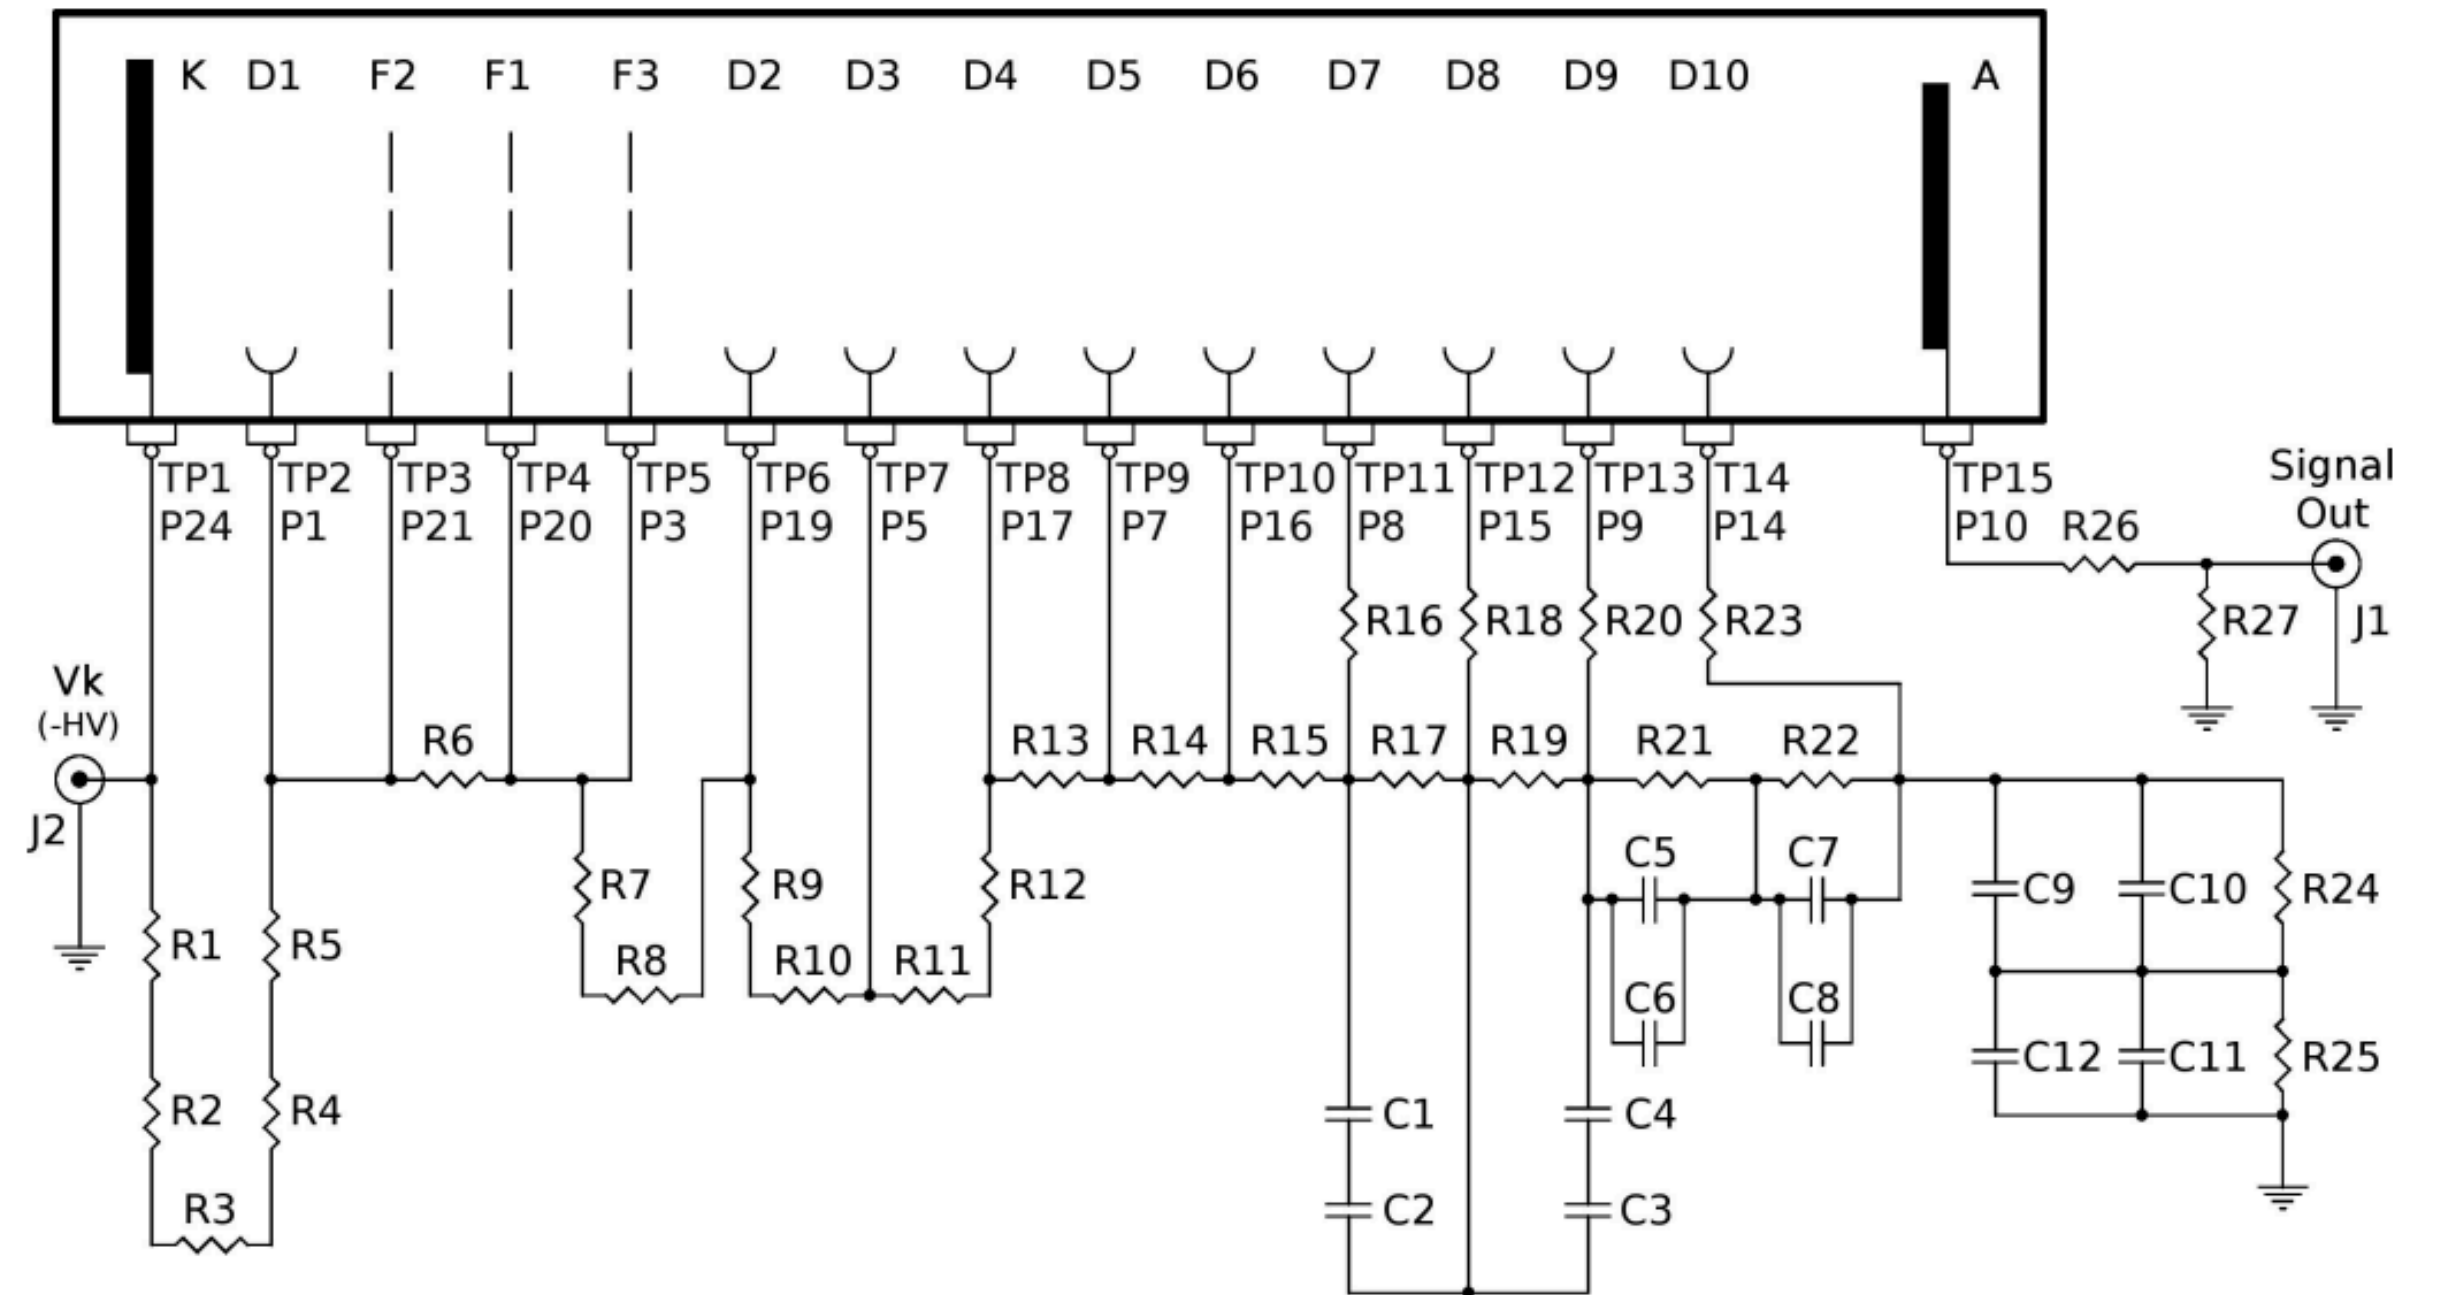 K D1 F2 F1 F3 D2 D3 D4 D5 D6 D7 D8 D9 D10 A
TP1 TP2 TP3 TP4 TP5 TP6 TP7 TP8 TP9 TP10 TP11 TP12 TP13 T14 TP15
P24 P1 P21 P20 P3 P19 P5 P17 P7 P16 P8 P15 P9 P14 P10 R26
Signal
Out
R16 R18 R20 R23 R27 J1
Vk
(-HV)
R6 R13 R14 R15 R17 R19 R21 R22
J2
C5 C7
R7 R9 R12 C9 C10 R24
R1 R5 R8 R10 R11
C6 C8
C12 C11 R25
R2 R4 C1 C4
R3 C2 C3